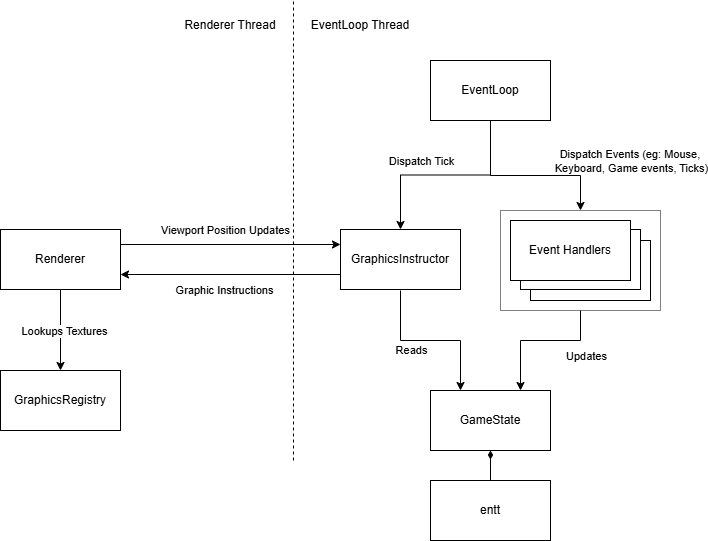 Renderer Thread
EventLoop Thread
EventLoop
Dispatch Tick
Dispatch Events (eg: Mouse,
Keyboard, Game events, Ticks)
Viewport Position Updates
Renderer
GraphicsInstructor
Event Handlers
Graphic Instructions
Lookups Textures
Reads
Updates
GraphicsRegistry
GameState
entt